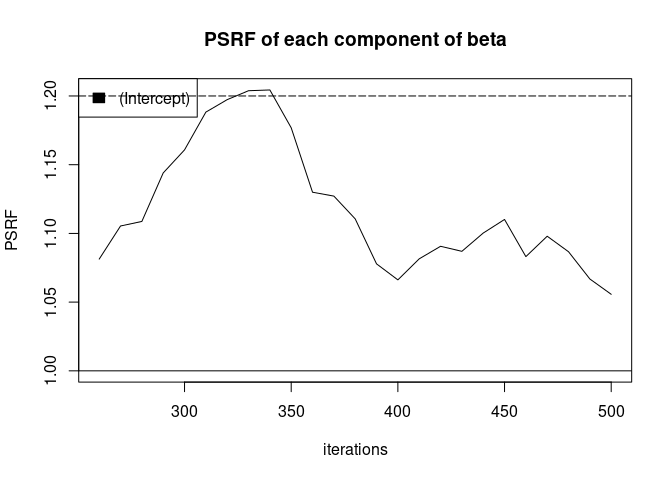 PSRF of each component of beta
(Intercept)
PSRF
1.20
1.15
1.10
1.05
1.00
300 350 400 450 500
iterations